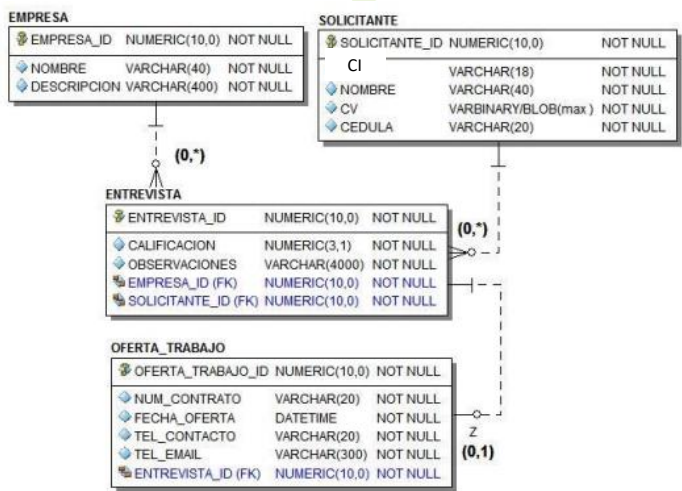 EMPRESA
EMPRESA_ID NUMERIC(10,0) NOT NULL
NOMBRE VARCHAR(40) NOT NULL
DESCRIPCION VARCHAR(400) NOT NULL
SOLICITANTE
SOLICITANTE_ID NUMERIC(10,0) NOT NULL
CI VARCHAR(18) NOT NULL
NOMBRE VARCHAR(40) NOT NULL
CV VARBINARY/BLOB(max) NOT NULL
CEDULA VARCHAR(20) NOT NULL
(0,*)
ENTREVISTA
ENTREVISTA_ID NUMERIC(10,0) NOT NULL
CALIFICACION NUMERIC(3,1) NOT NULL
OBSERVACIONES VARCHAR(4000) NOT NULL
EMPRESA_ID (FK) NUMERIC(10,0) NOT NULL
SOLICITANTE_ID (FK) NUMERIC(10,0) NOT NULL
(0,*)
OFERTA_TRABAJO
OFERTA_TRABAJO_ID NUMERIC(10,0) NOT NULL
NUM_CONTRATO VARCHAR(20) NOT NULL
FECHA_OFERTA DATETIME NOT NULL
TEL_CONTACTO VARCHAR(20) NOT NULL
TEL_EMAIL VARCHAR(300) NOT NULL
ENTREVISTA_ID (FK) NUMERIC(10,0) NOT NULL
Z
(0,1)